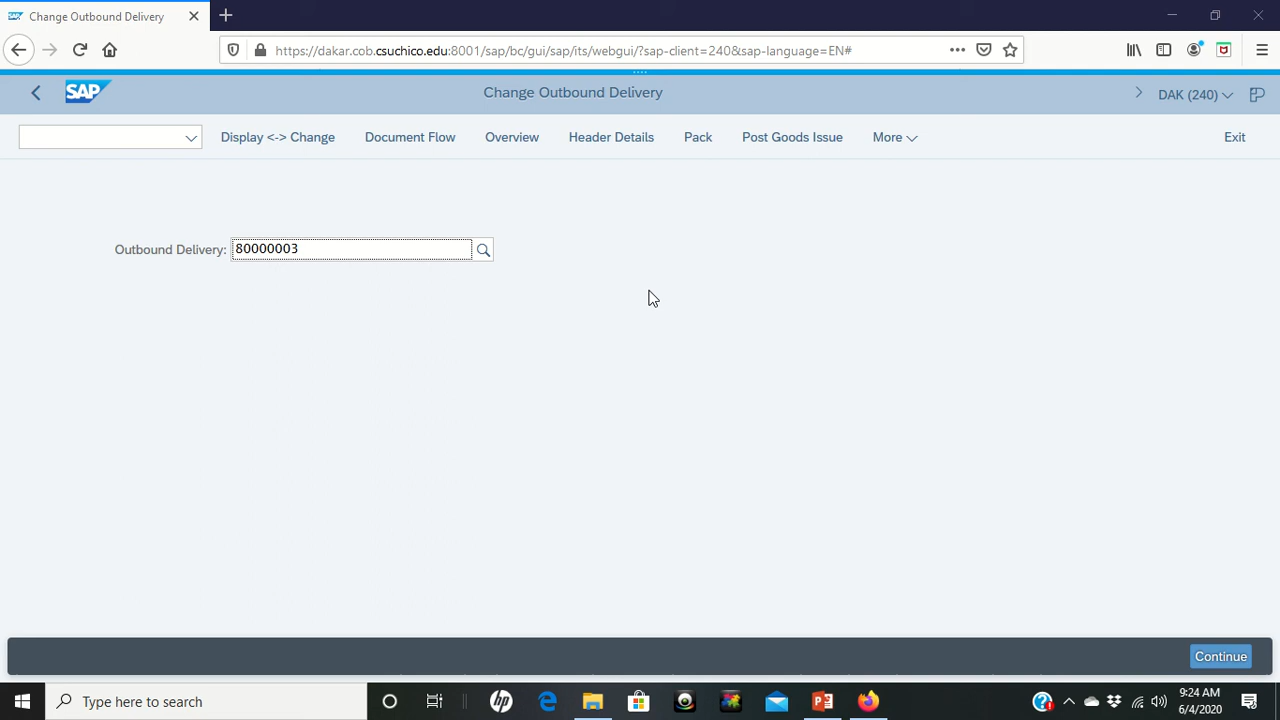 Change Outbound Delivery
https://dakar.cob.csuchico.edu:8001/sap/bc/gui/sap/its/webgui/?sap-client=240&sap-language=EN#
SAP
Change Outbound Delivery
DAK (240)
Display <-> Change
Document Flow
Overview
Header Details
Pack
Post Goods Issue
More
Exit
Outbound Delivery:
80000003
Continue
Type here to search
9:24 AM
6/4/2020